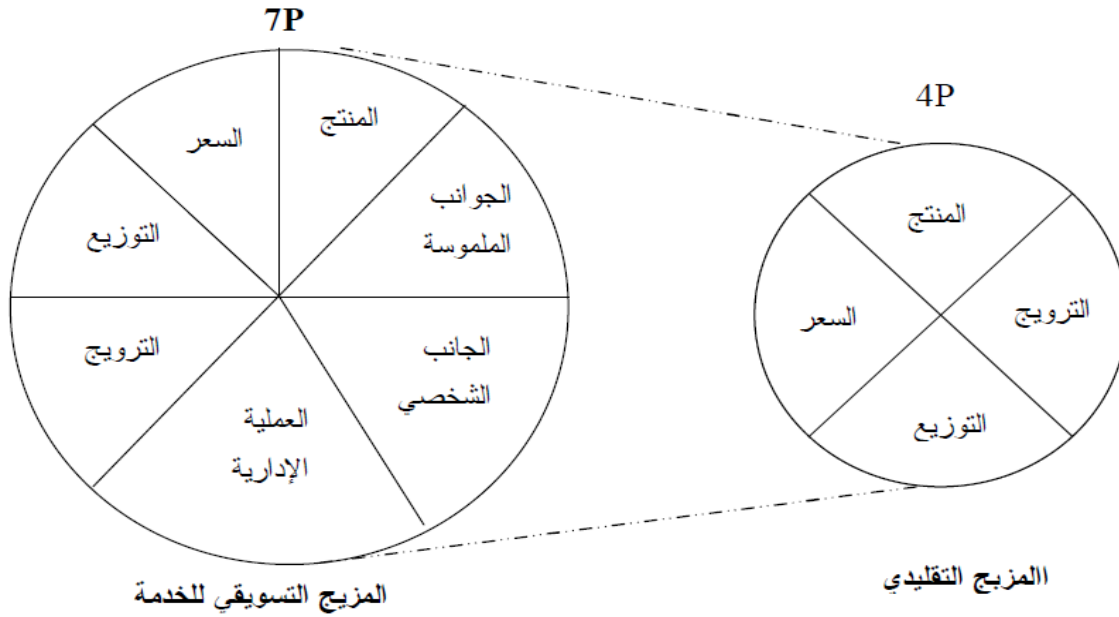 7P
4P
المنتج
السعر
الجوانب
الملموسة
التوزيع
الجانب
الشخصي
الترويج
العملية
الإدارية
المنتج
الترويج
السعر
التوزيع
االمزيج التقليدي
المزيج التسويقي للخدمة